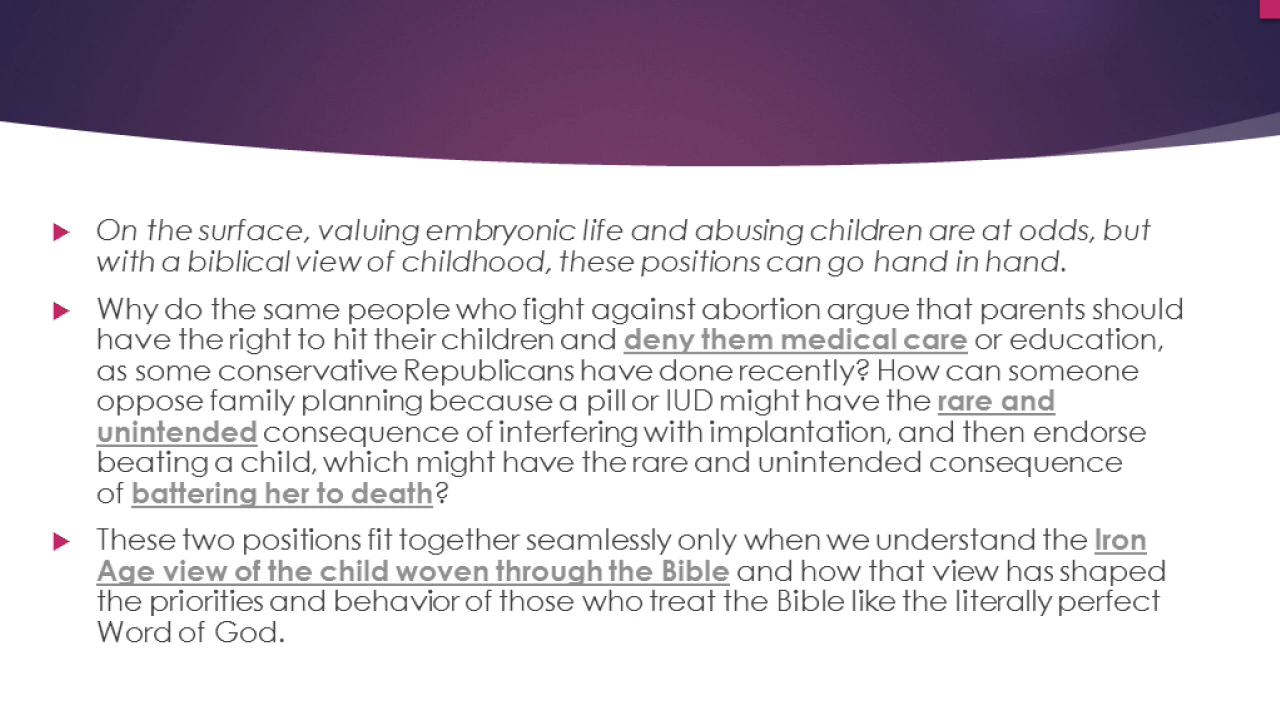 On the surface, valuing embryonic life and abusing children are at odds, but
with a biblical view of childhood, these positions can go hand in hand.
Why do the same people who fight against abortion argue that parents should
have the right to hit their children and deny them medical care or education,
as some conservative Republicans have done recently? How can someone
oppose family planning because a pill or IUD might have the rare and
unintended consequence of interfering with implantation, and then endorse
beating a child, which might have the rare and unintended consequence
of battering her to death?
These two positions fit together seamlessly only when we understand the Iron
Age view of the child woven through the Bible and how that view has shaped
the priorities and behavior of those who treat the Bible like the literally perfect
Word of God.